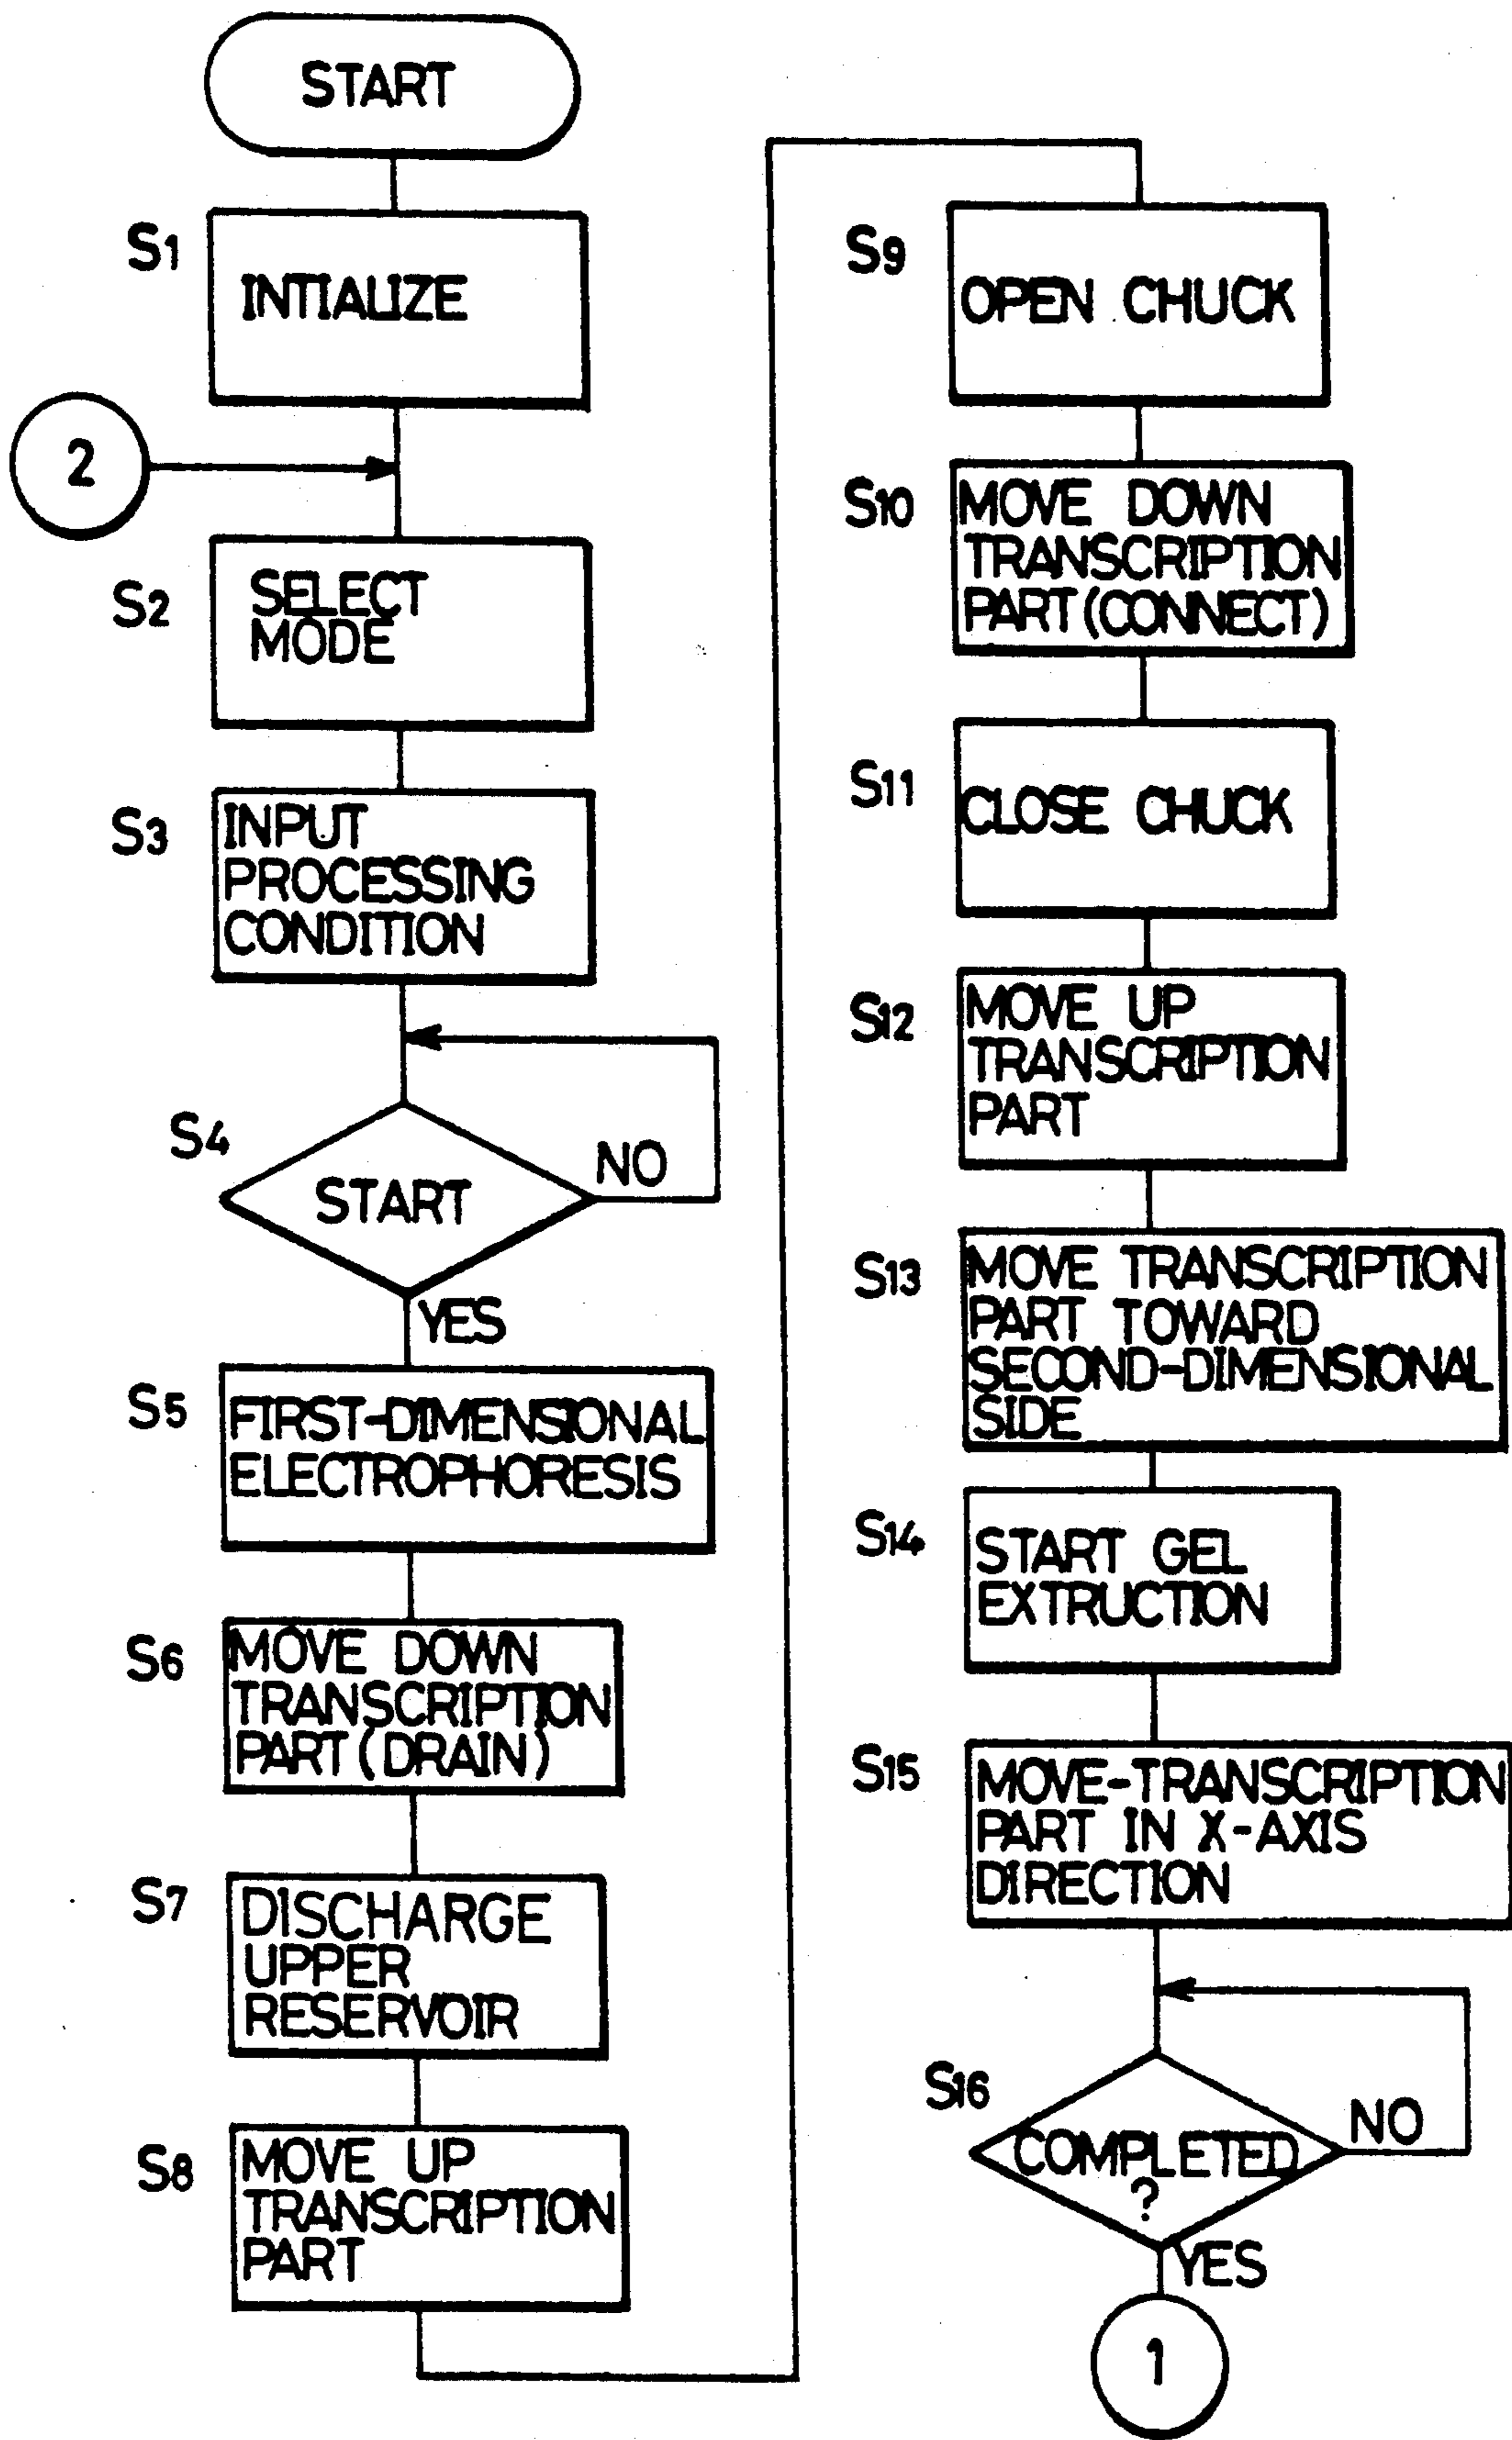 START
S1
INTIALIZE
2
S2
SELECT
MODE
S3
INPUT
PROCESSING
CONDITION
S4
START
NO
YES
S5
FIRST-DIMENSIONAL
ELECTROPHORESIS
S6
MOVE DOWN
TRANSCRIPTION
PART (DRAIN)
S7
DISCHARGE
UPPER
RESERVOIR
S8
MOVE UP
TRANSCRIPTION
PART
S9
OPEN CHUCK
S10
MOVE DOWN
TRANSCRIPTION
PART (CONNECT)
S11
CLOSE CHUCK
S12
MOVE UP
TRANSCRIPTION
PART
S13
MOVE TRANSCRIPTION
PART TOWARD
SECOND-DIMENSIONAL
SIDE
S14
START GEL
EXTRUCTION
S15
MOVE-TRANSCRIPTION
PART IN X-AXIS
DIRECTION
S16
COMPLETED
?
NO
YES
1